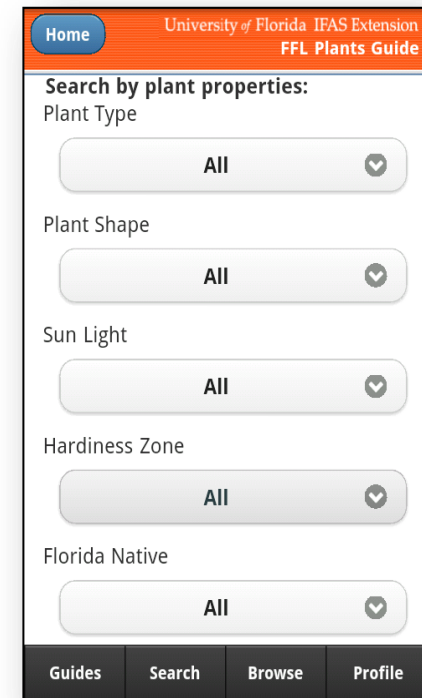 Home
University of Florida IFAS Extension
FFL Plants Guide
Search by plant properties:
Plant Type
All
Plant Shape
All
Sun Light
All
Hardiness Zone
All
Florida Native
All
Guides Search Browse Profile